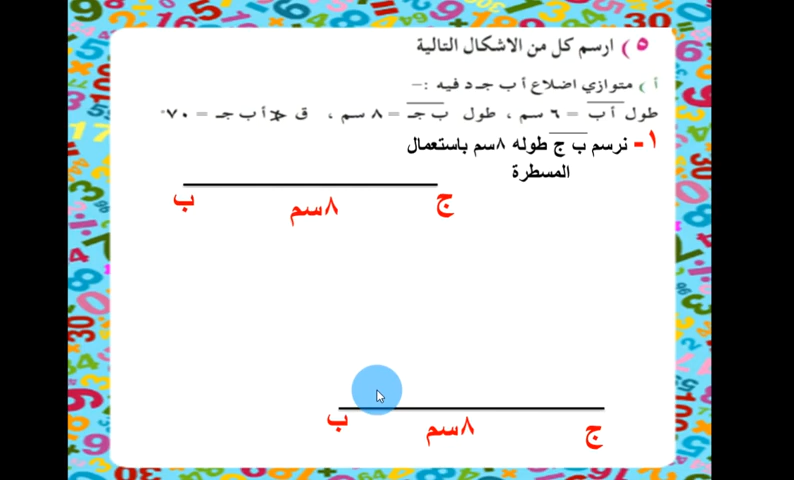 ٥ ) ارسم كل من الاشكال التالية
أ ) متوازي اضلاع أ ب جـ د فيه :-
طول أ ب = ٦ سم ، طول ب جـ = ٨ سم ، ق ∢ أ ب جـ = ٧٠°
١ - نرسم ب ج طوله ٨سم باستعمال
المسطرة
ب
ج
٨سم
ب
ج
٨سم